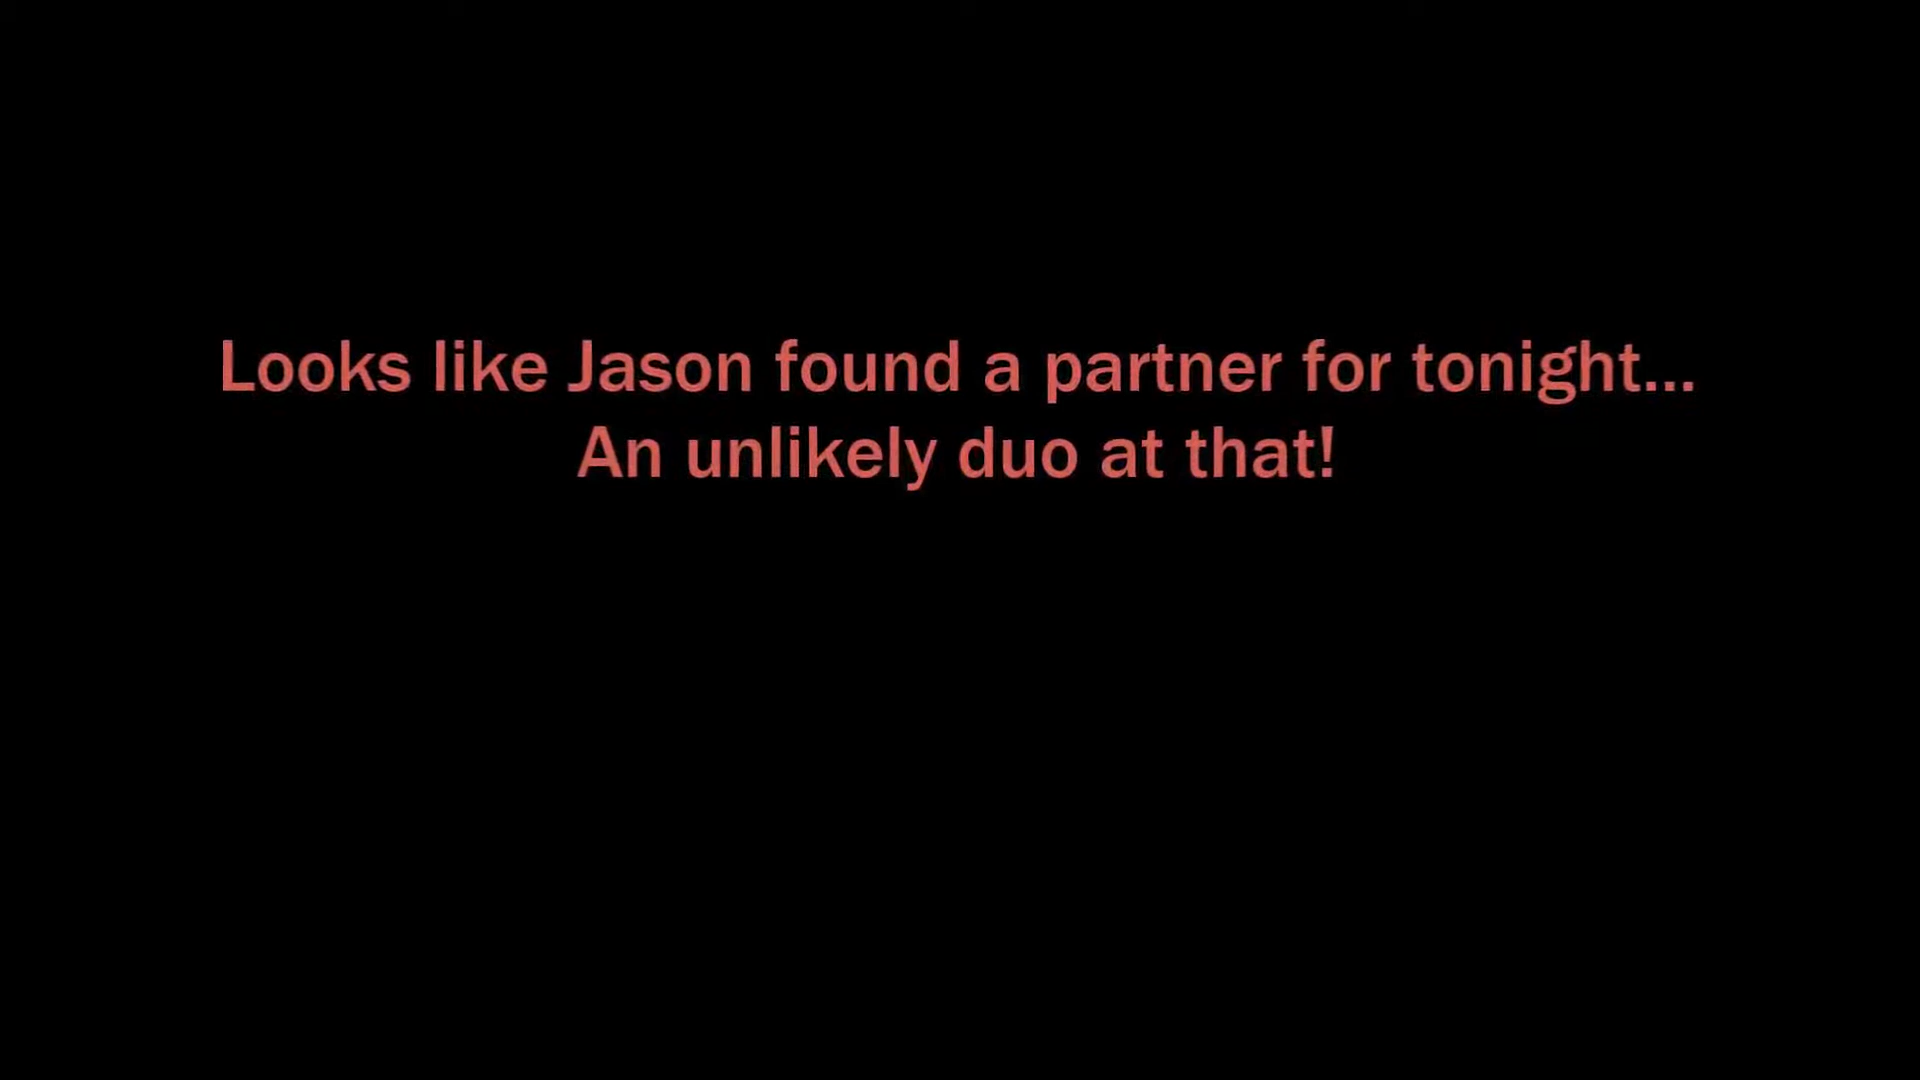 Looks like Jason found a partner for tonight...
An unlikely duo at that!